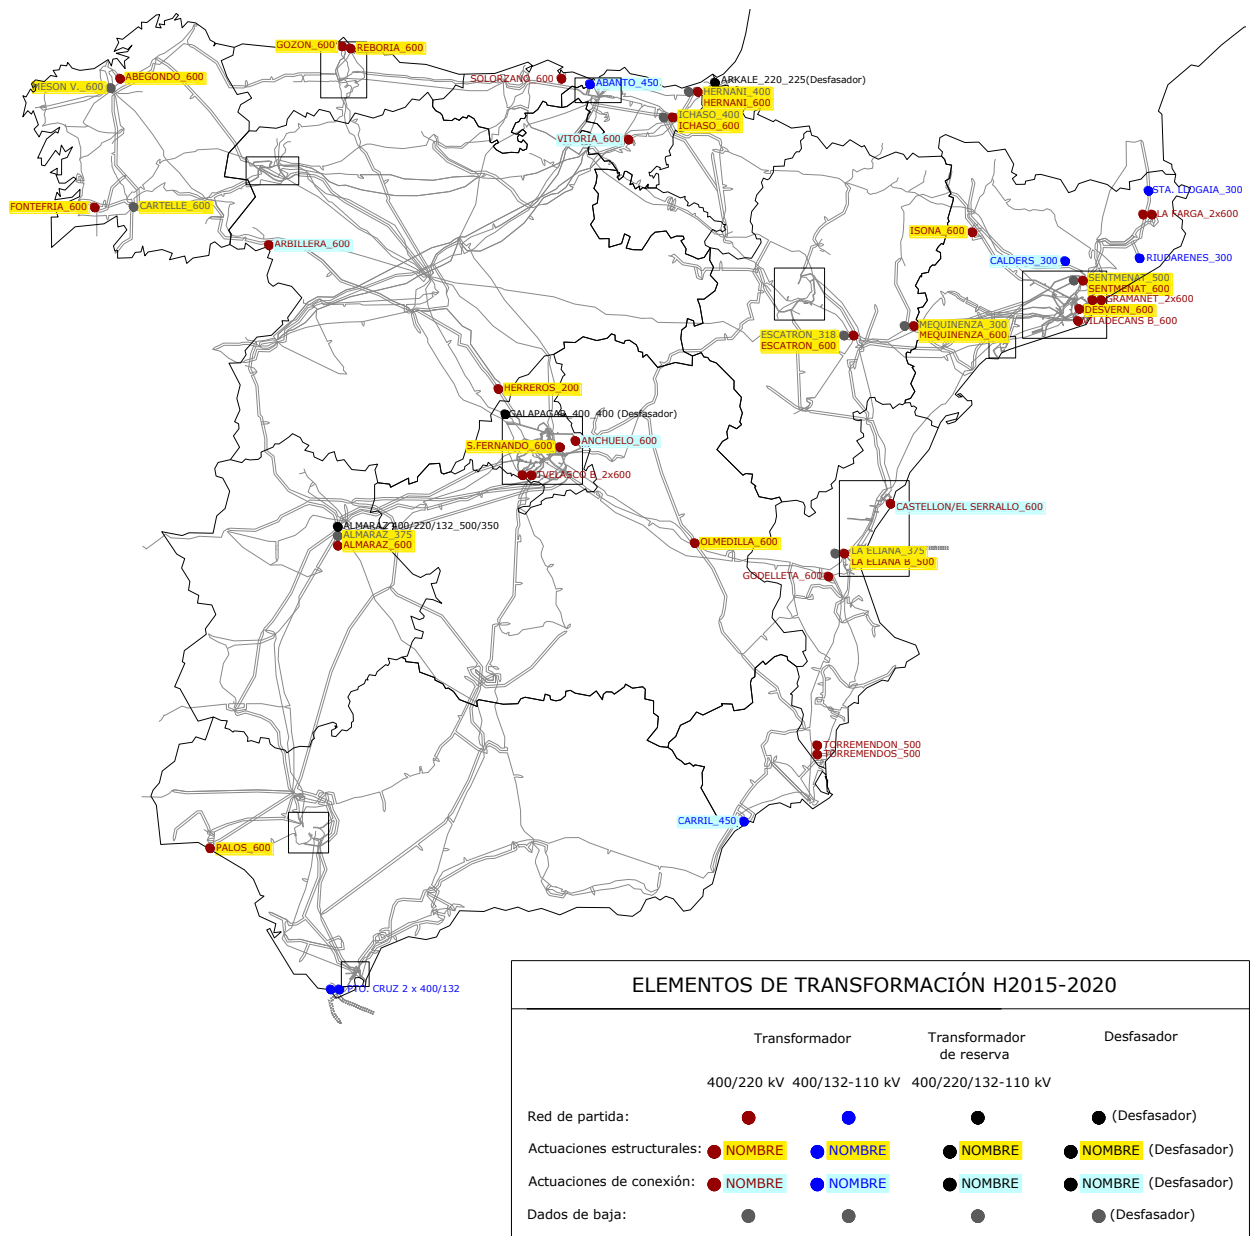 GOZON_600
REBORIA_600
MESON V._600
ABEGONDO_600
SOLORZANO_600
ABANTO_450
ARKALE_220_225(Desfasador)
HERNANI_400
HERNANI_600
ICHASO_400
ICHASO_600
VITORIA_600
FONTEFRIA_600
CARTELLE_600
ARBILLERA_600
STA. LLOGAIA_300
LA FARGA_2x600
ISONA_600
CALDERS_300
RIUDARENES_300
SENTMENAT_500
SENTMENAT_600
GRAMANET_2x600
DESVERN_600
VILADECANS B_600
MEQUINENZA_300
MEQUINENZA_600
ESCATRON_318
ESCATRON_600
HERREROS_200
GALAPAGAR_400_400 (Desfasador)
S.FERNANDO_600
ANCHUELO_600
T.VELASCO B_2x600
CASTELLON/EL SERRALLO_600
ALMARAZ 400/220/132_500/350
ALMARAZ_375
ALMARAZ_600
OLMEDILLA_600
LA ELIANA_375
LA ELIANA B_500
GODELLETA_600
TORREMENDON_500
TORREMENDOS_500
CARRIL_450
PALOS_600
PTO. CRUZ 2 x 400/132
ELEMENTOS DE TRANSFORMACIÓN H2015-2020
Transformador
Transformador
de reserva
Desfasador
400/220 kV 400/132-110 kV 400/220/132-110 kV
Red de partida: (Desfasador)
Actuaciones estructurales: NOMBRE NOMBRE NOMBRE NOMBRE (Desfasador)
Actuaciones de conexión: NOMBRE NOMBRE NOMBRE NOMBRE (Desfasador)
Dados de baja: (Desfasador)